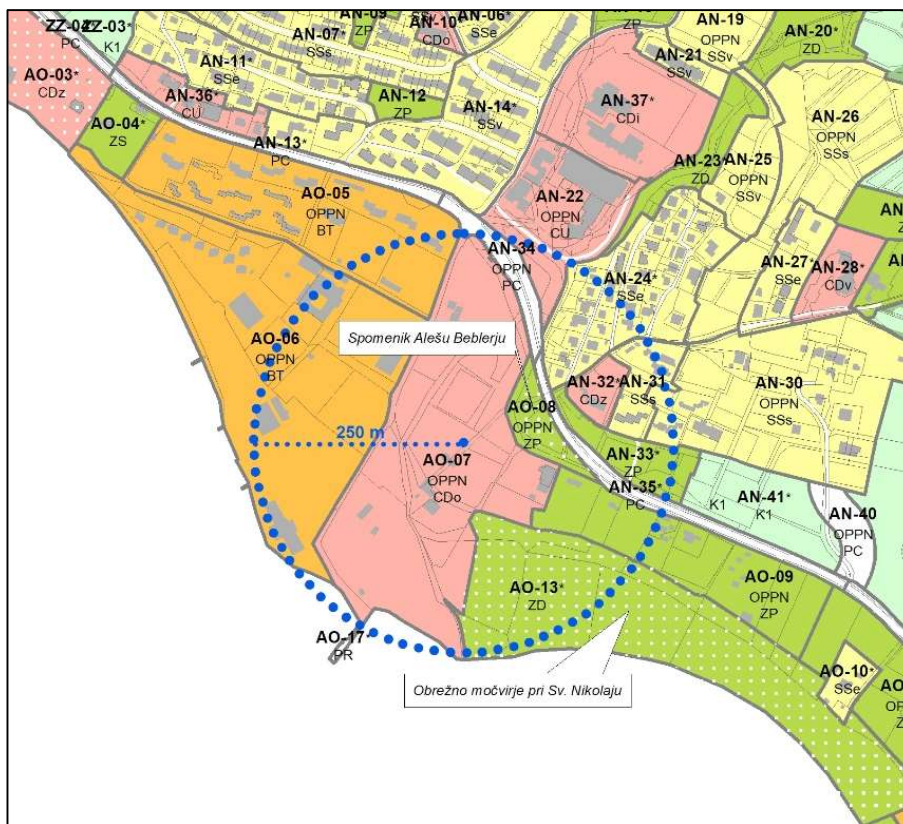 ZZ-03*
PC
K1
AN-09
ZP
AN-10*
CDo
AN-06*
SSe
ZP
AN-19
OPPN
SSv
AN-20*
ZD
AO-03*
CDz
AN-07*
SSs
AN-11*
SSe
AN-21
SSv
AN-36*
CU
AN-12
ZP
AN-14*
SSv
AN-37*
CDi
AN-26
OPPN
SSs
AO-04*
ZS
AN-13*
PC
AN-23*
ZD
AN-25
OPPN
SSv
AO-05
OPPN
BT
AN-22
OPPN
CU
AN-34
OPPN
PC
AN-24*
SSe
AN-27*
SSe
AN-28*
CDv
Spomenik Alešu Beblerju
AO-06
OPPN
BT
AN-32*
CDz
AN-31
SSs
AN-30
OPPN
SSs
AO-08
OPPN
ZP
250 m
AO-07
OPPN
CDo
AN-33*
ZP
AN-35*
PC
K1
AN-41*
K1
AN-40
OPPN
PC
AO-13*
ZD
AO-09
OPPN
ZP
AO-17*
PR
AO-10*
SSe
Obrežno močvirje pri Sv. Nikolaju